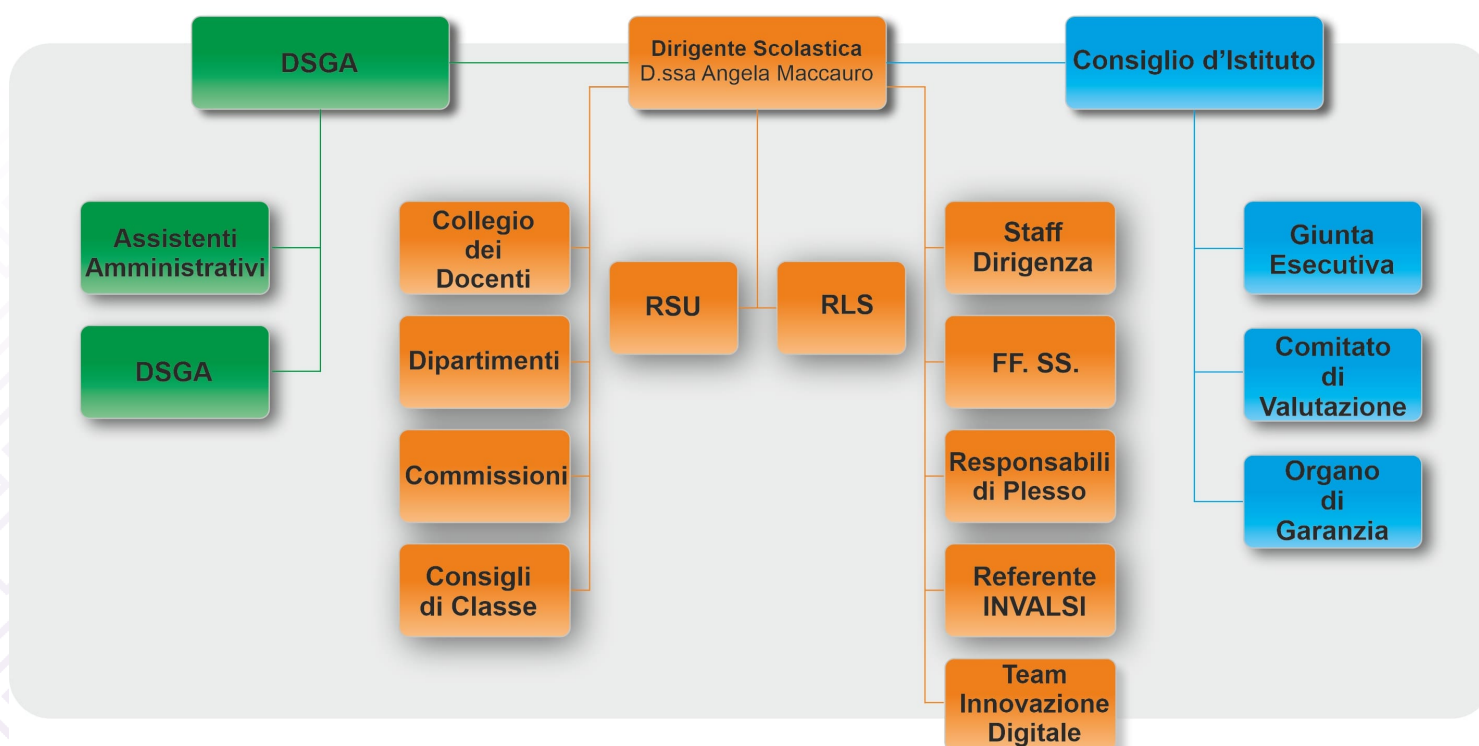 DSGA
Dirigente Scolastica
D.ssa Angela Maccauro
Consiglio d’Istituto
Assistenti
Amministrativi
DSGA
Collegio
dei
Docenti
Dipartimenti
Commissioni
Consigli
di Classe
RSU
RLS
Staff
Dirigenza
FF. SS.
Responsabili
di Plesso
Referente
INVALSI
Team
Innovazione
Digitale
Giunta
Esecutiva
Comitato
di
Valutazione
Organo
di
Garanzia